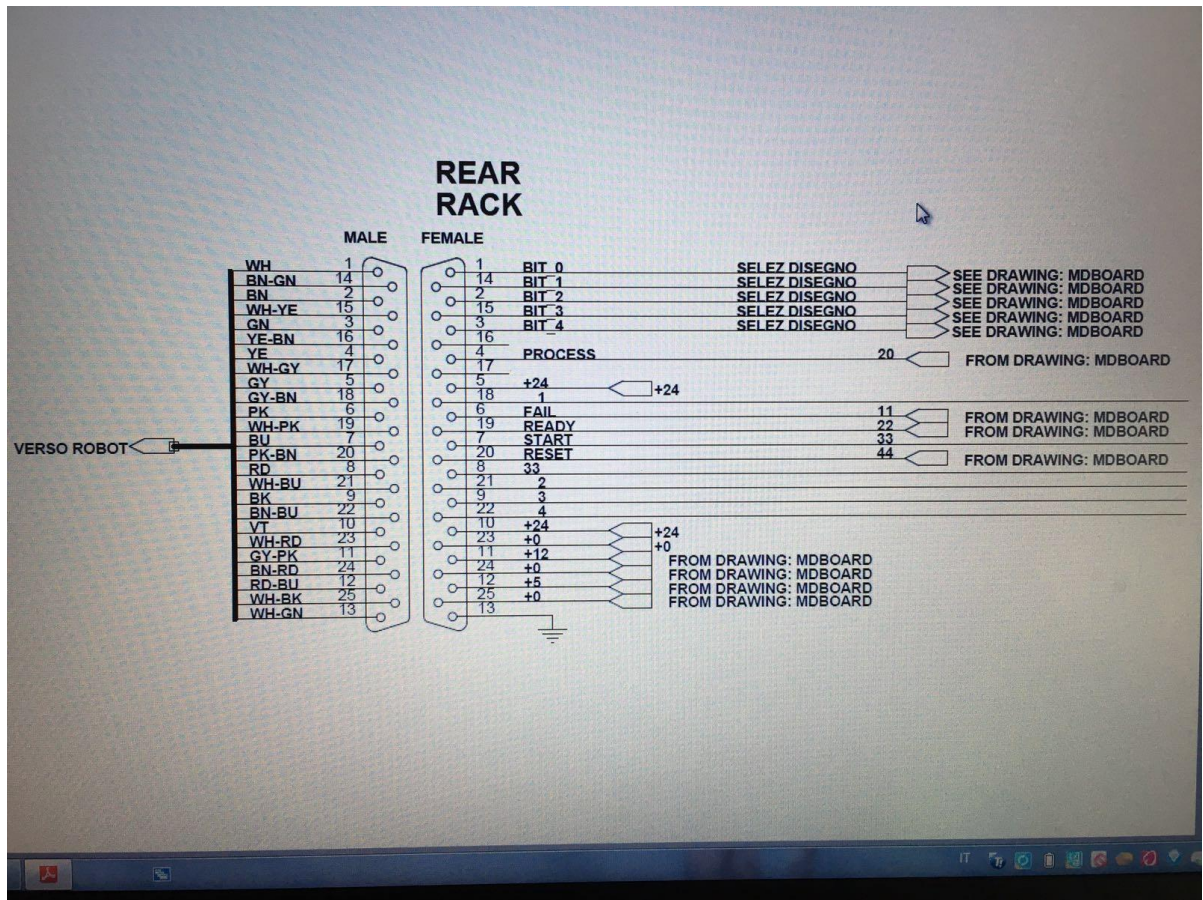 REAR
RACK
MALE FEMALE
WH 1 1 BIT_0 SELEZ DISEGNO SEE DRAWING: MDBOARD
BN-GN 14 14 BIT_1 SELEZ DISEGNO SEE DRAWING: MDBOARD
BN 2 2 BIT_2 SELEZ DISEGNO SEE DRAWING: MDBOARD
WH-YE 15 15 BIT_3 SELEZ DISEGNO SEE DRAWING: MDBOARD
GN 3 3 BIT_4 SELEZ DISEGNO SEE DRAWING: MDBOARD
YE-BN 16 16
YE 4 4 PROCESS 20 FROM DRAWING: MDBOARD
WH-GY 17 17
GY 5 5 +24 +24
GY-BN 18 18 1
PK 6 6 FAIL 11 FROM DRAWING: MDBOARD
WH-PK 19 19 READY 22 FROM DRAWING: MDBOARD
BU 7 7 START 33
VERSO ROBOT
PK-BN 20 20 RESET 44 FROM DRAWING: MDBOARD
RD 8 8 33
WH-BU 21 21 2
BK 9 9 3
BN-BU 22 22 4
VT 10 10 +24 +24
WH-RD 23 23 +0 +0
GY-PK 11 11 +12 FROM DRAWING: MDBOARD
BN-RD 24 24 +0 FROM DRAWING: MDBOARD
RD-BU 12 12 +5 FROM DRAWING: MDBOARD
WH-BK 25 25 +0 FROM DRAWING: MDBOARD
WH-GN 13 13
IT